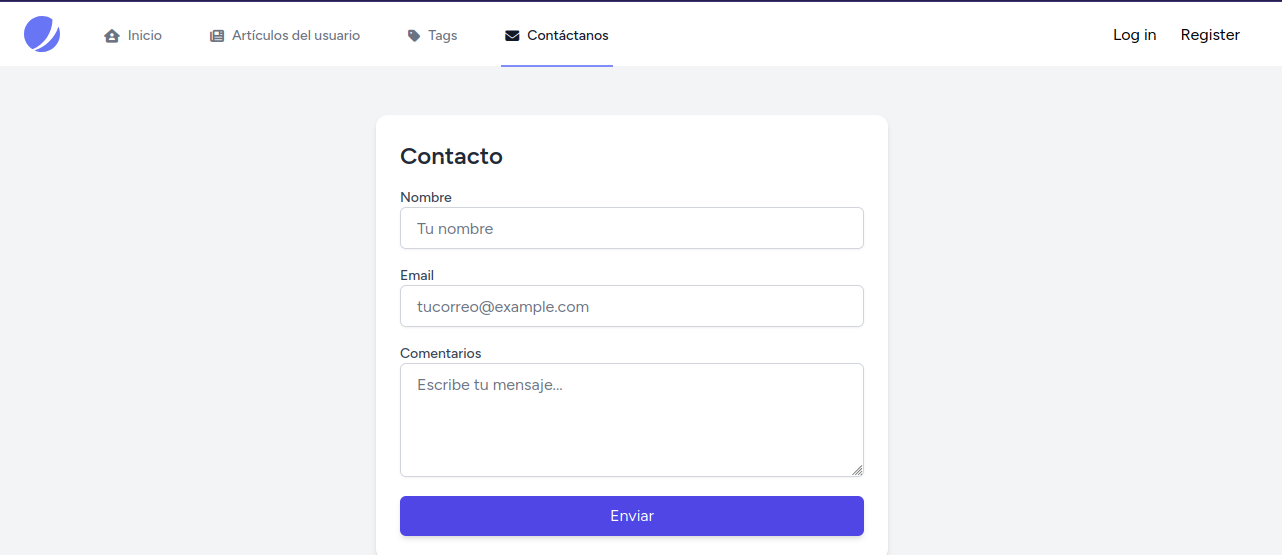 Inicio Artículos del usuario Tags Contáctanos Log in Register
Contacto
Nombre
Tu nombre
Email
tucorreo@example.com
Comentarios
Escribe tu mensaje...
Enviar